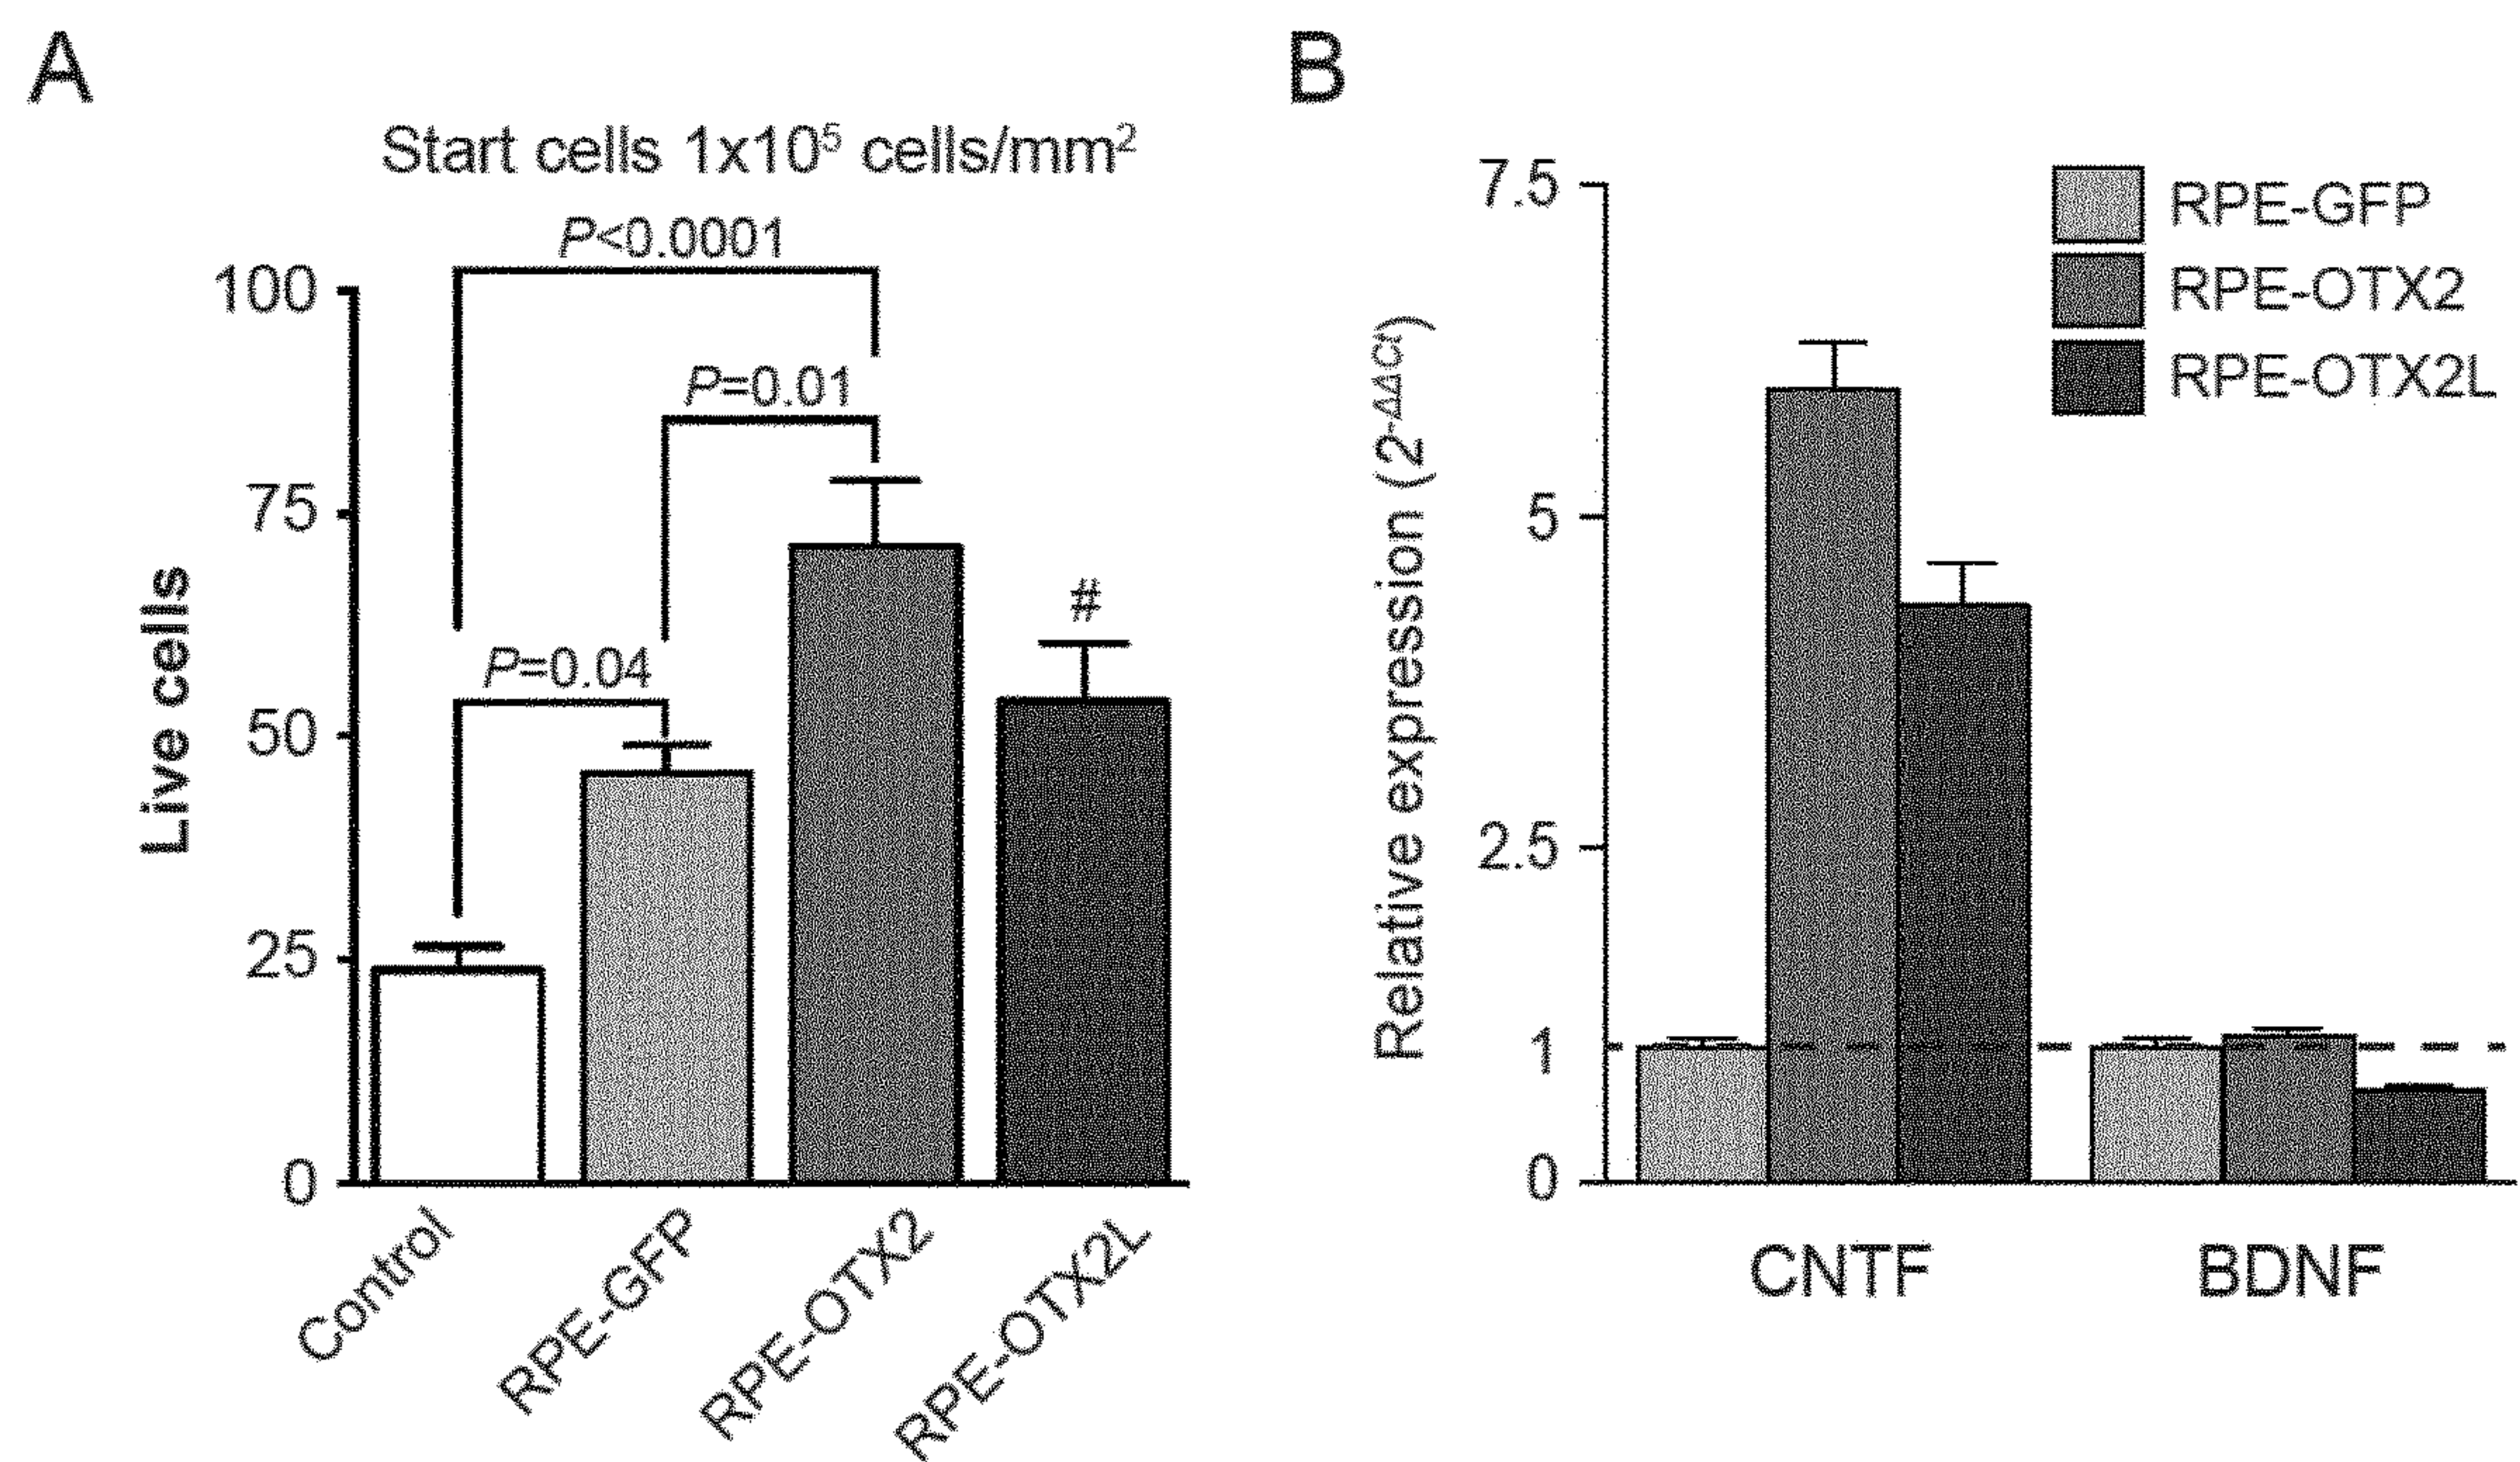 A
Start cells 1x10⁵ cells/mm²
P<0.0001
P=0.01
P=0.04
#
100
75
50
25
0
Live cells
Control
RPE-GFP
RPE-OTX2
RPE-OTX2L
B
RPE-GFP
RPE-OTX2
RPE-OTX2L
7.5
5
2.5
1
0
Relative expression (2^-ΔΔCt)
CNTF
BDNF